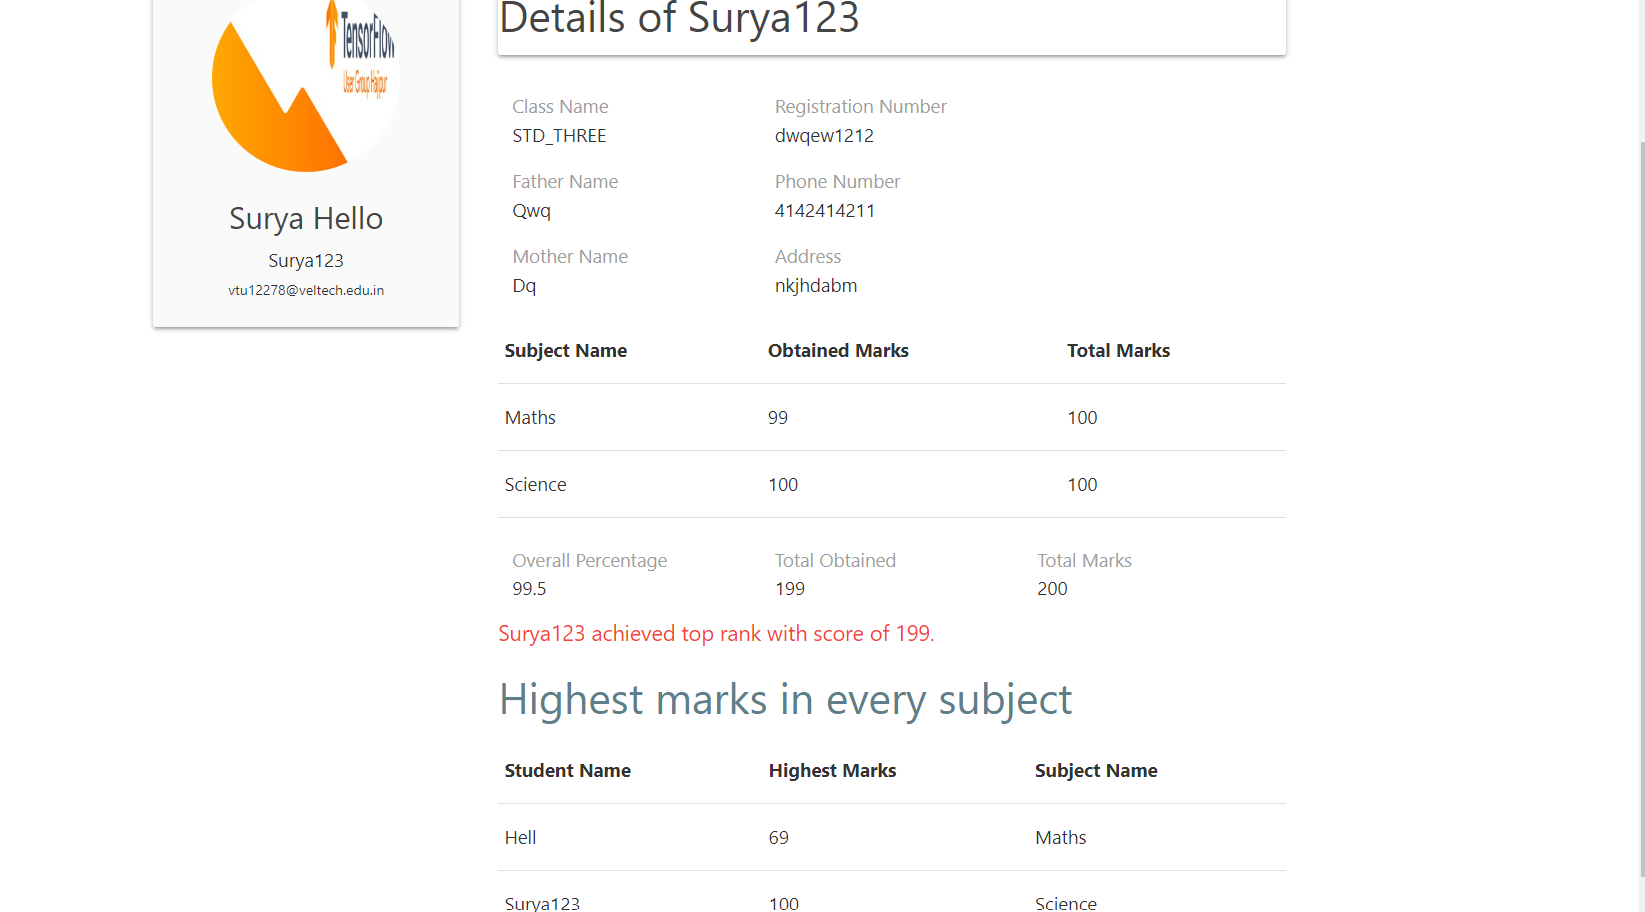 TensorFlow
User Group Hajipur
Surya Hello
Surya123
vtu12278@veltech.edu.in
Details of Surya123
Class Name Registration Number
STD_THREE dwqew1212
Father Name Phone Number
Qwq 4142414211
Mother Name Address
Dq nkjhdabm
Subject Name Obtained Marks Total Marks
Maths 99 100
Science 100 100
Overall Percentage Total Obtained Total Marks
99.5 199 200
Surya123 achieved top rank with score of 199.
Highest marks in every subject
Student Name Highest Marks Subject Name
Hell 69 Maths
Surya123 100 Science